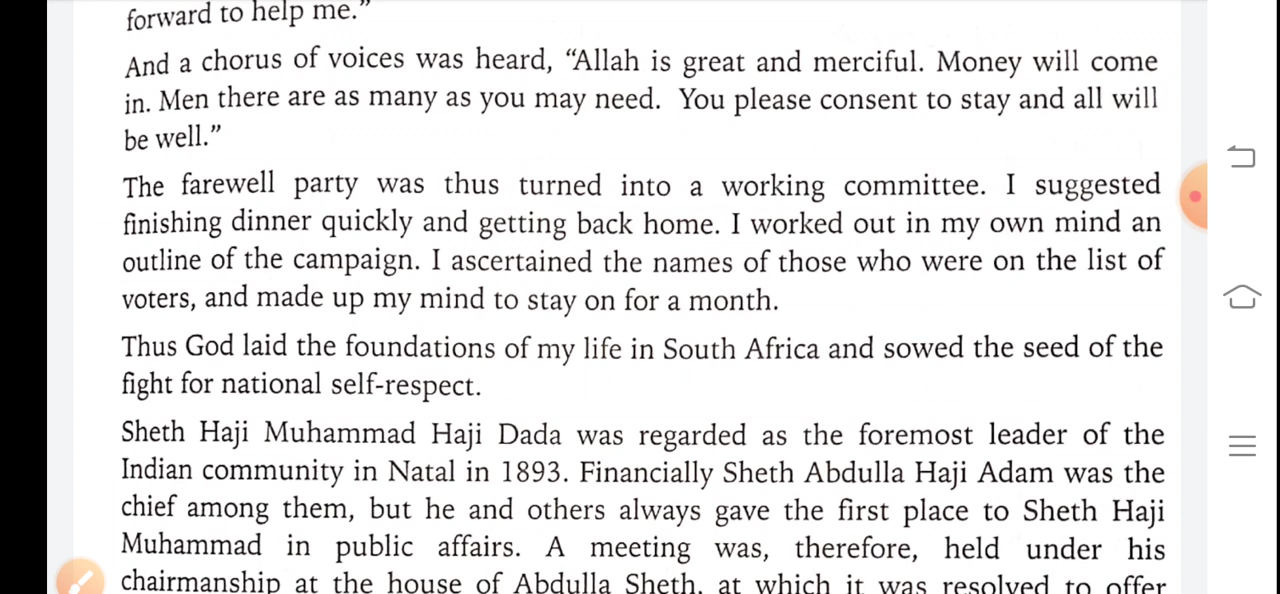 forward to help me.”
And a chorus of voices was heard, “Allah is great and merciful. Money will come
in. Men there are as many as you may need. You please consent to stay and all will
be well.”
The farewell party was thus turned into a working committee. I suggested
finishing dinner quickly and getting back home. I worked out in my own mind an
outline of the campaign. I ascertained the names of those who were on the list of
voters, and made up my mind to stay on for a month.
Thus God laid the foundations of my life in South Africa and sowed the seed of the
fight for national self-respect.
Sheth Haji Muhammad Haji Dada was regarded as the foremost leader of the
Indian community in Natal in 1893. Financially Sheth Abdulla Haji Adam was the
chief among them, but he and others always gave the first place to Sheth Haji
Muhammad in public affairs. A meeting was, therefore, held under his
chairmanship at the house of Abdulla Sheth, at which it was resolved to offer